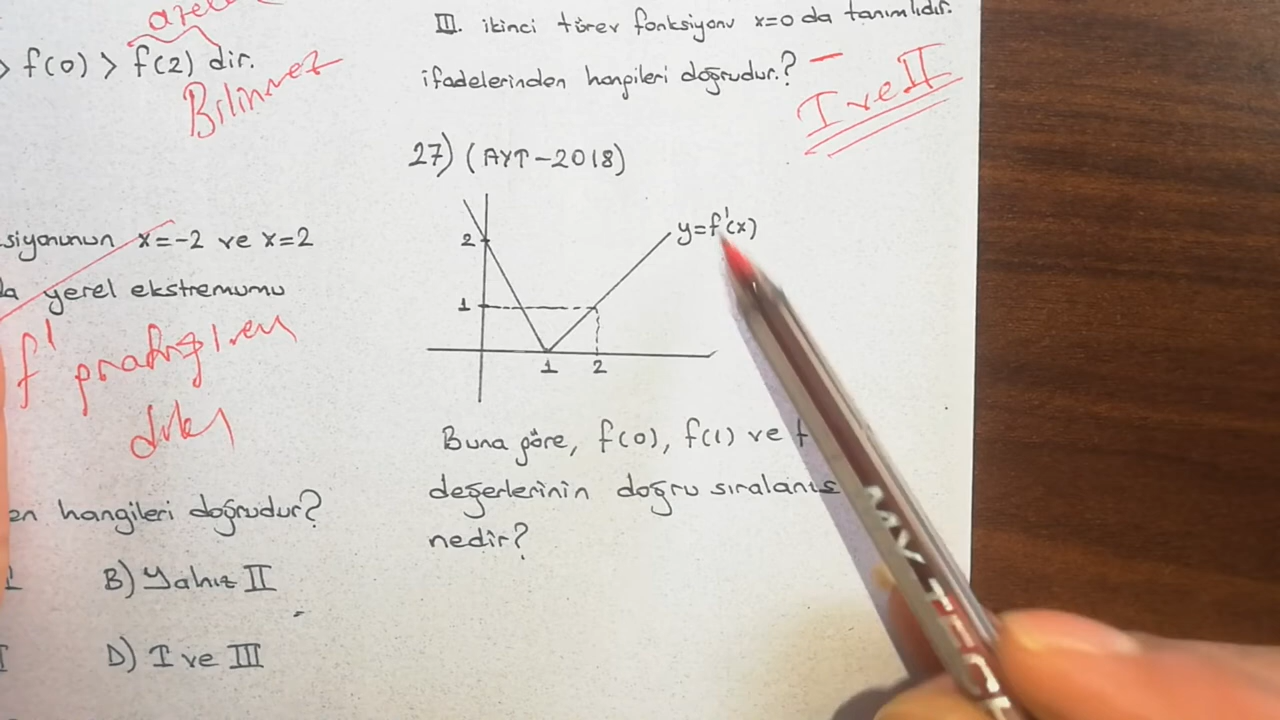 > f(0) > f(2) dir.
Bilinmez
siyonunun x=-2 ve x=2
da yerel ekstremumu
f'
en hangileri doğrudur?
B) Yalnız II
D) I ve III
III. ikinci türev fonksiyonu x=0 da tanımlıdır.
ifadelerinden hangileri doğrudur.?
I ve II
27) (AYT-2018)
2
y=f'(x)
1
1 2
Buna göre, f(0), f(1) ve f
değerlerinin doğru sıralanış
nedir?
MY TECH